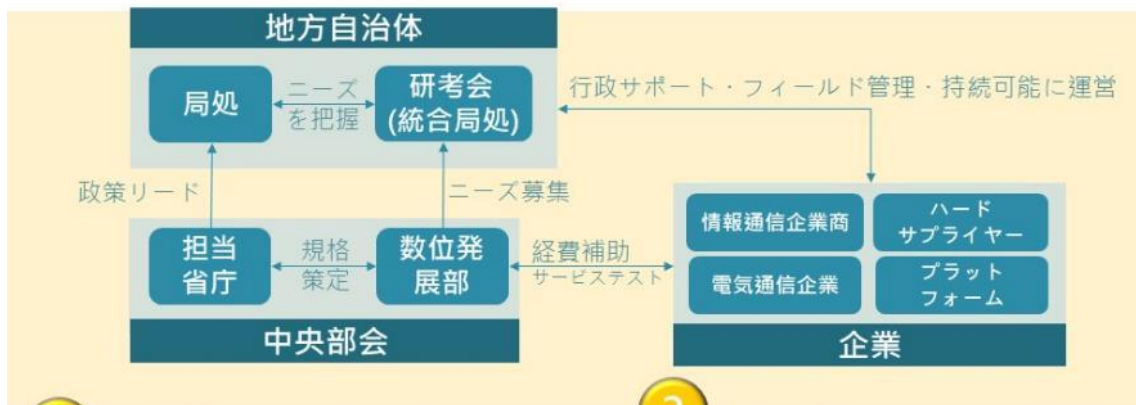 地方自治体
局処
ニーズ
を把握
研考会
(統合局処)
行政サポート・フィールド管理・持続可能に運営
政策リード
ニーズ募集
担当
省庁
規格
策定
数位発
展部
経費補助
サービステスト
中央部会
情報通信企業商
ハード
サプライヤー
電気通信企業
プラット
フォーム
企業